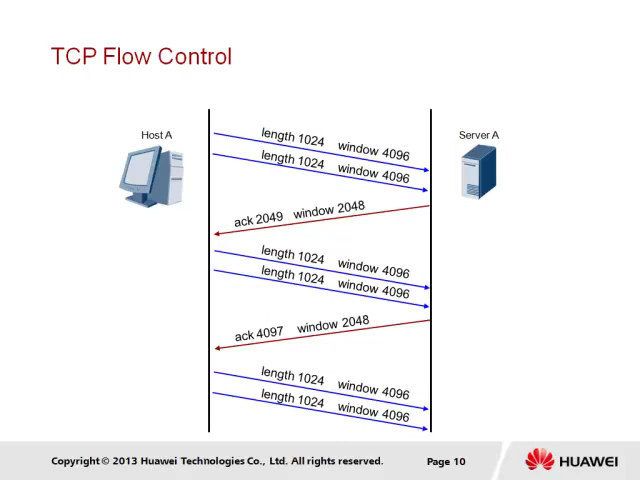 TCP Flow Control
Host A
Server A
length 1024 window 4096
length 1024 window 4096
ack 2049 window 2048
length 1024 window 4096
length 1024 window 4096
ack 4097 window 2048
length 1024 window 4096
length 1024 window 4096
Copyright © 2013 Huawei Technologies Co., Ltd. All rights reserved.
Page 10
HUAWEI